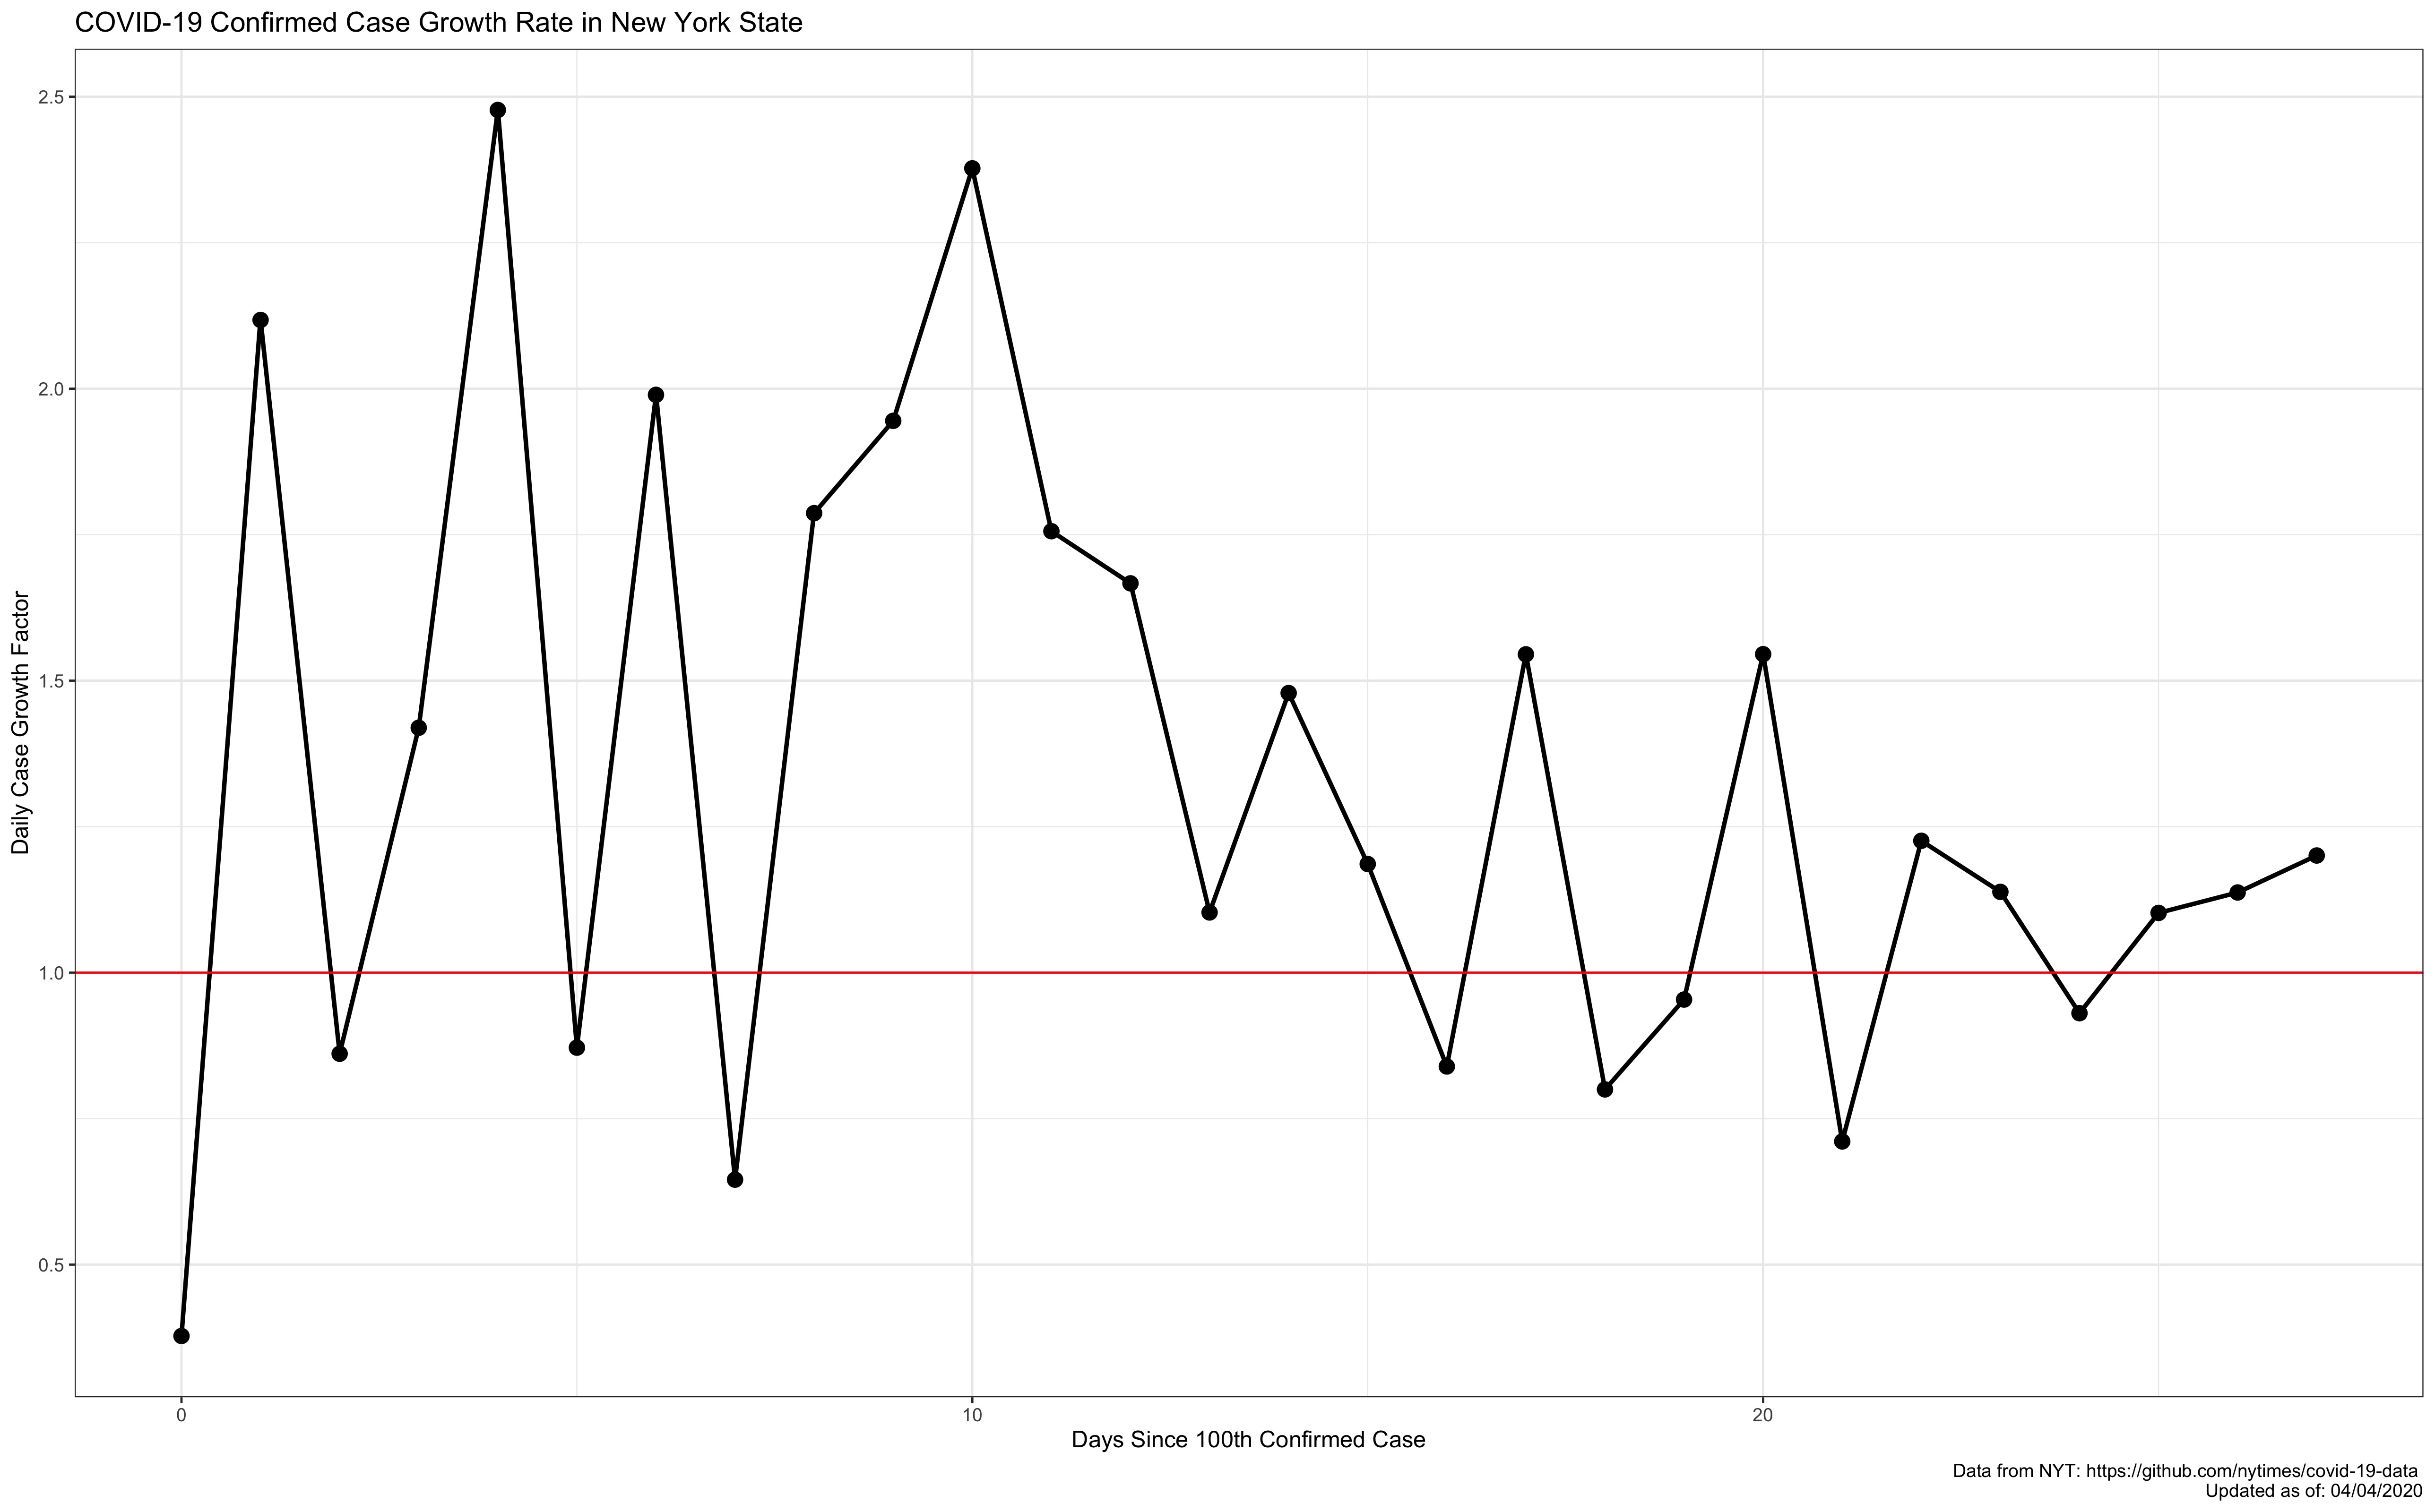 COVID-19 Confirmed Case Growth Rate in New York State
Daily Case Growth Factor
2.5
2.0
1.5
1.0
0.5
0
10
20
Days Since 100th Confirmed Case
Data from NYT: https://github.com/nytimes/covid-19-data
Updated as of: 04/04/2020